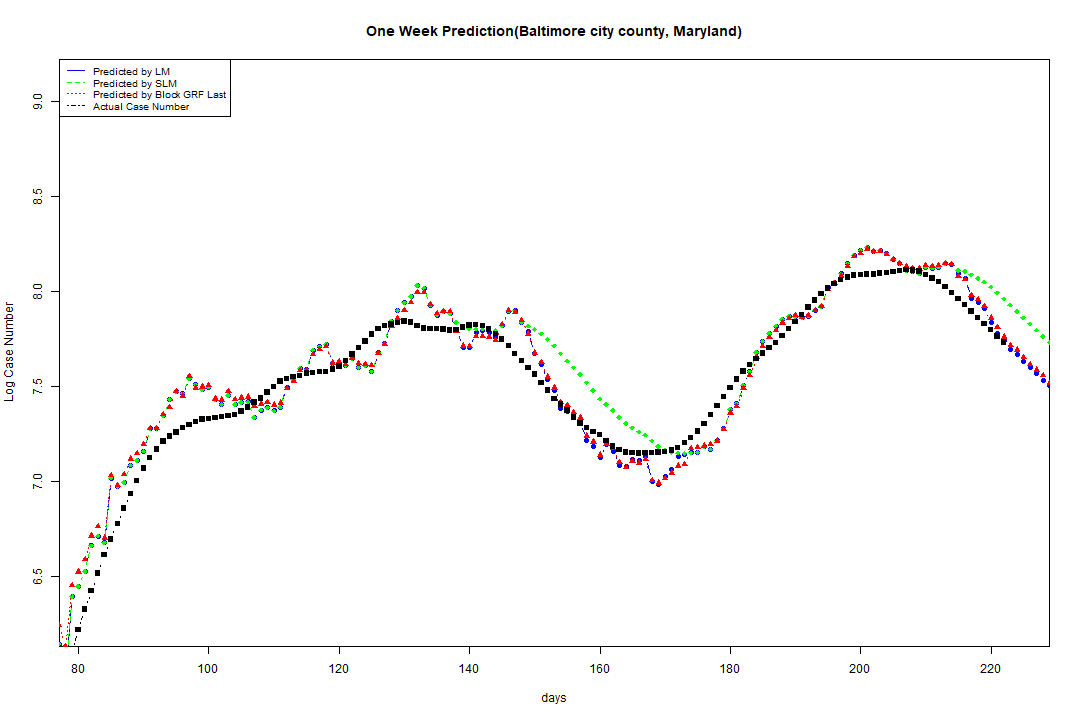 One Week Prediction(Baltimore city county, Maryland)
Predicted by LM
Predicted by SLM
Predicted by Block GRF Last
Actual Case Number
9.0
8.5
8.0
7.5
7.0
6.5
Log Case Number
80 100 120 140 160 180 200 220
days